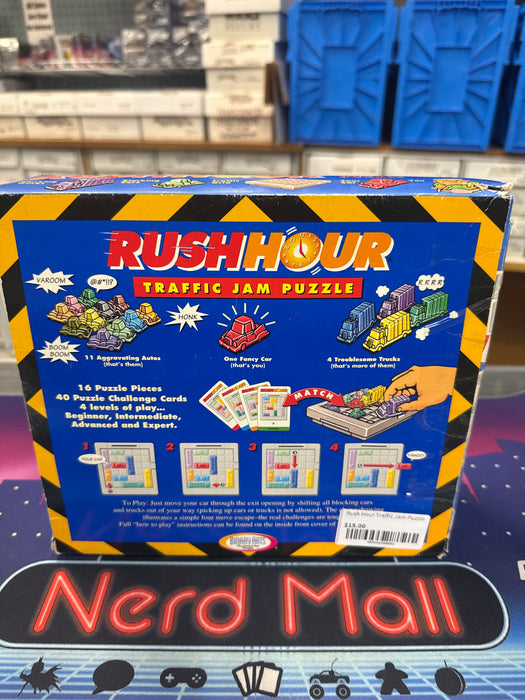 RUSH HOUR
TRAFFIC JAM PUZZLE
VAROOM
@#*!!?
HONK
BOOM BOOM
R.R.R.R!
11 Aggravating Autos
(that's them)
One Fancy Car
(that's you)
4 Troublesome Trucks
(that's more of them)
16 Puzzle Pieces
40 Puzzle Challenge Cards
4 levels of play...
Beginner, Intermediate,
Advanced and Expert.
MATCH
1
2
3
4
YOUR CAR
YAHOO!
To Play: Just move your car through the exit opening by shifting all blocking cars
and trucks out of your way (picking up cars or trucks is not allowed). The
illustrates a simple four move escape-the real challenges are
Full "how to play" instructions can be found on the inside front cover of
Rush Hour Traffic Jam Puzzle
$15.00
BINARY ARTS
Nerd Mall